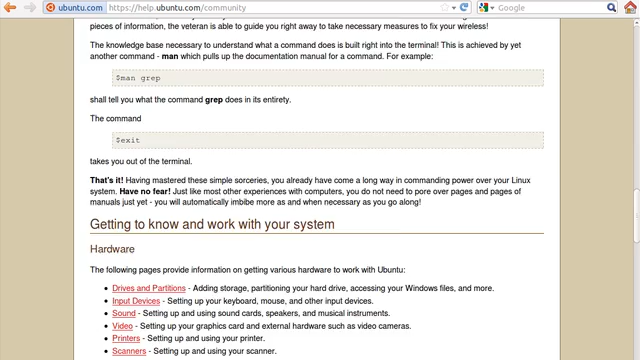 ubuntu.com https://help.ubuntu.com/community Google
pieces of information, the veteran is able to guide you right away to take necessary measures to fix your wireless!
The knowledge base necessary to understand what a command does is built right into the terminal! This is achieved by yet
another command - man which pulls up the documentation manual for a command. For example:
$man grep
shall tell you what the command grep does in its entirety.
The command
$exit
takes you out of the terminal.
That's it! Having mastered these simple sorceries, you already have come a long way in commanding power over your Linux
system. Have no fear! Just like most other experiences with computers, you do not need to pore over pages and pages of
manuals just yet - you will automatically imbibe more as and when necessary as you go along!
Getting to know and work with your system
Hardware
The following pages provide information on getting various hardware to work with Ubuntu:
• Drives and Partitions - Adding storage, partitioning your hard drive, accessing your Windows files, and more.
• Input Devices - Setting up your keyboard, mouse, and other input devices.
• Sound - Setting up and using sound cards, speakers, and musical instruments.
• Video - Setting up your graphics card and external hardware such as video cameras.
• Printers - Setting up and using your printer.
• Scanners - Setting up and using your scanner.